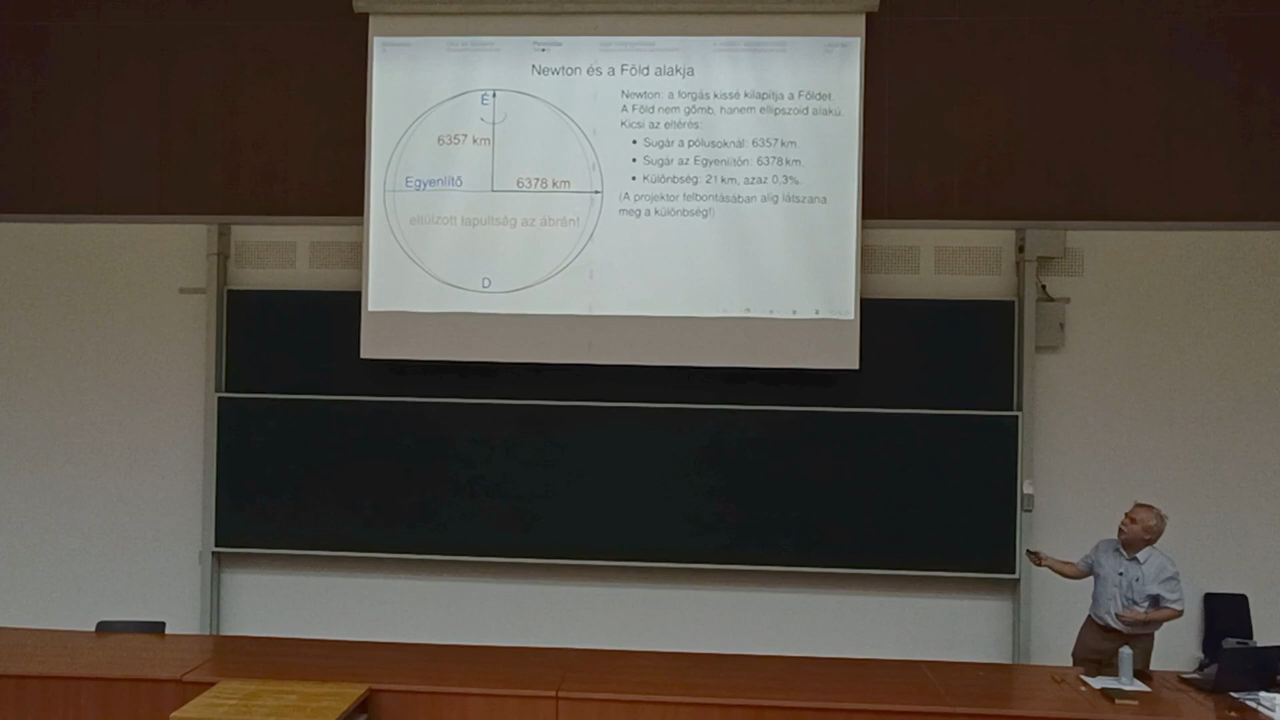 Newton és a Föld alakja
É
6357 km
Egyenlítő
6378 km
eltúlzott lapultság az ábrán!
D
Newton: a forgás kissé kilapítja a Földet.
A Föld nem gömb, hanem ellipszoid alakú.
Kicsi az eltérés:
• Sugár a pólusoknál: 6357 km.
• Sugár az Egyenlítőn: 6378 km.
• Különbség: 21 km, azaz 0,3%.
(A projektor felbontásában alig látszana
meg a különbség!)